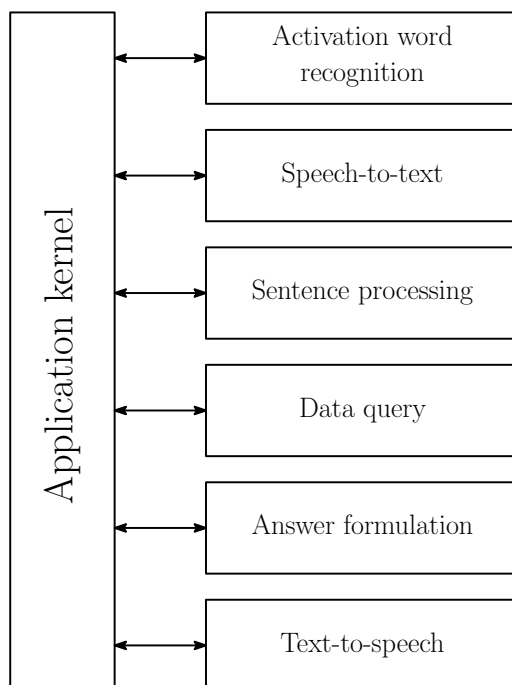 Application kernel
Activation word
recognition
Speech-to-text
Sentence processing
Data query
Answer formulation
Text-to-speech